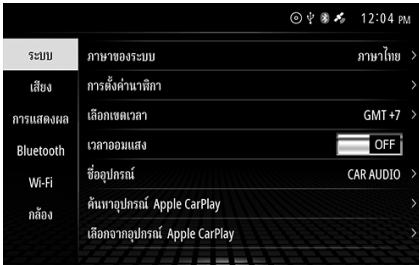 12:04 PM
ระบบ
เสียง
การแสดงผล
Bluetooth
Wi-Fi
กล้อง
ภาษาของระบบ ภาษาไทย
การตั้งค่านาฬิกา
เลือกเขตเวลา GMT +7
เวลาออมแสง OFF
ชื่ออุปกรณ์ CAR AUDIO
ค้นหาอุปกรณ์ Apple CarPlay
เลือกจากอุปกรณ์ Apple CarPlay